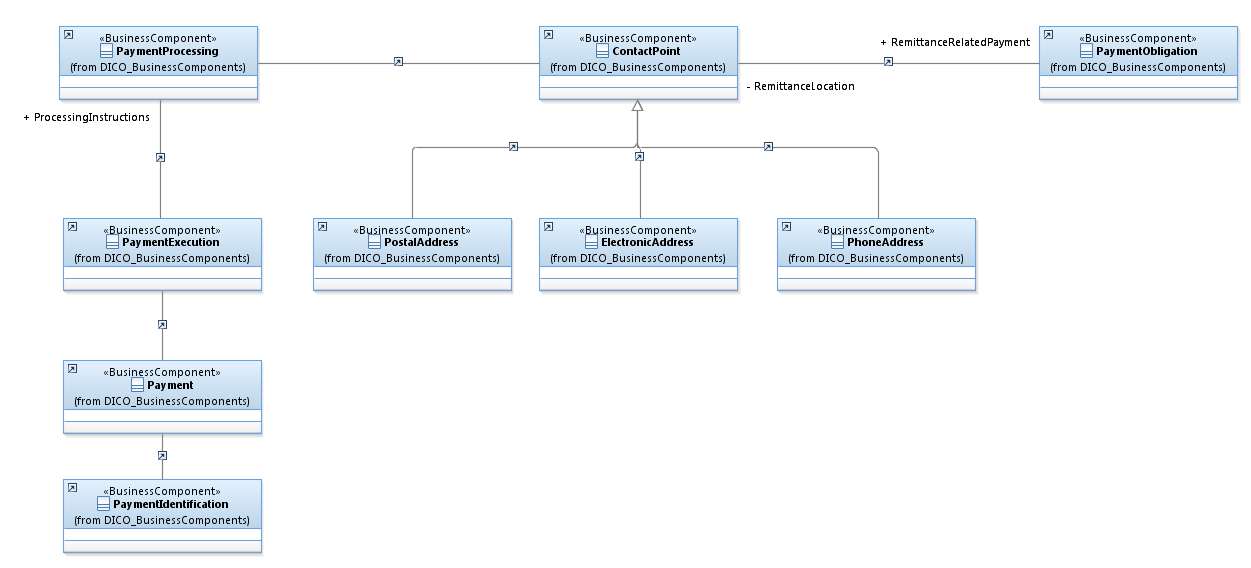 «BusinessComponent»
PaymentProcessing
(from DICO_BusinessComponents)
«BusinessComponent»
ContactPoint
(from DICO_BusinessComponents)
+ RemittanceRelatedPayment
«BusinessComponent»
PaymentObligation
(from DICO_BusinessComponents)
- RemittanceLocation
+ ProcessingInstructions
«BusinessComponent»
PaymentExecution
(from DICO_BusinessComponents)
«BusinessComponent»
PostalAddress
(from DICO_BusinessComponents)
«BusinessComponent»
ElectronicAddress
(from DICO_BusinessComponents)
«BusinessComponent»
PhoneAddress
(from DICO_BusinessComponents)
«BusinessComponent»
Payment
(from DICO_BusinessComponents)
«BusinessComponent»
PaymentIdentification
(from DICO_BusinessComponents)